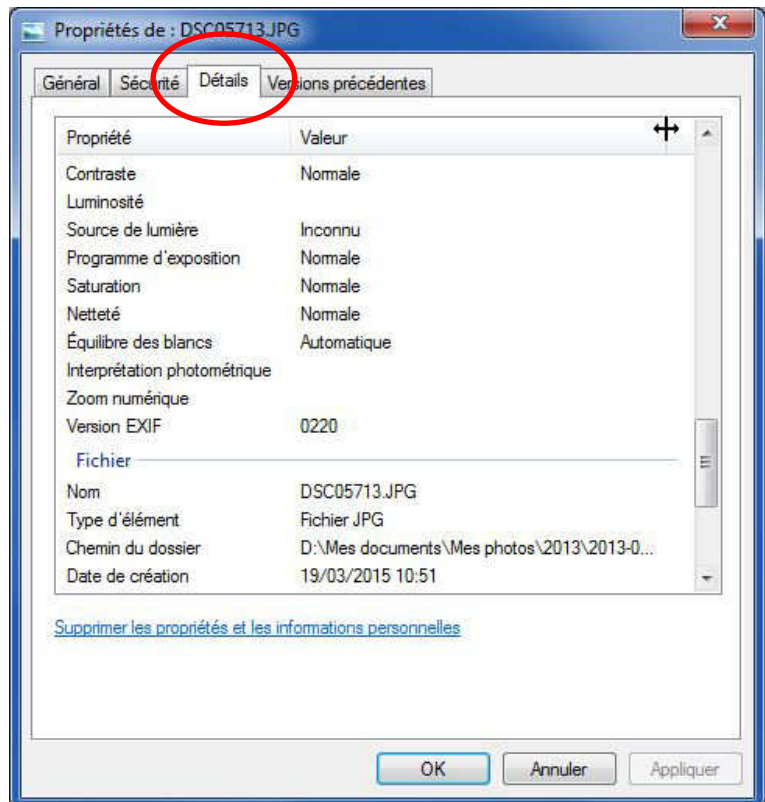 Propriétés de : DSC05713.JPG
Général Sécurité Détails Versions précédentes
Propriété Valeur
Contraste Normale
Luminosité
Source de lumière Inconnu
Programme d'exposition Normale
Saturation Normale
Netteté Normale
Équilibre des blancs Automatique
Interprétation photométrique
Zoom numérique
Version EXIF 0220
Fichier
Nom DSC05713.JPG
Type d'élément Fichier JPG
Chemin du dossier D:\Mes documents\Mes photos\2013\2013-0...
Date de création 19/03/2015 10:51
Supprimer les propriétés et les informations personnelles
OK Annuler Appliquer